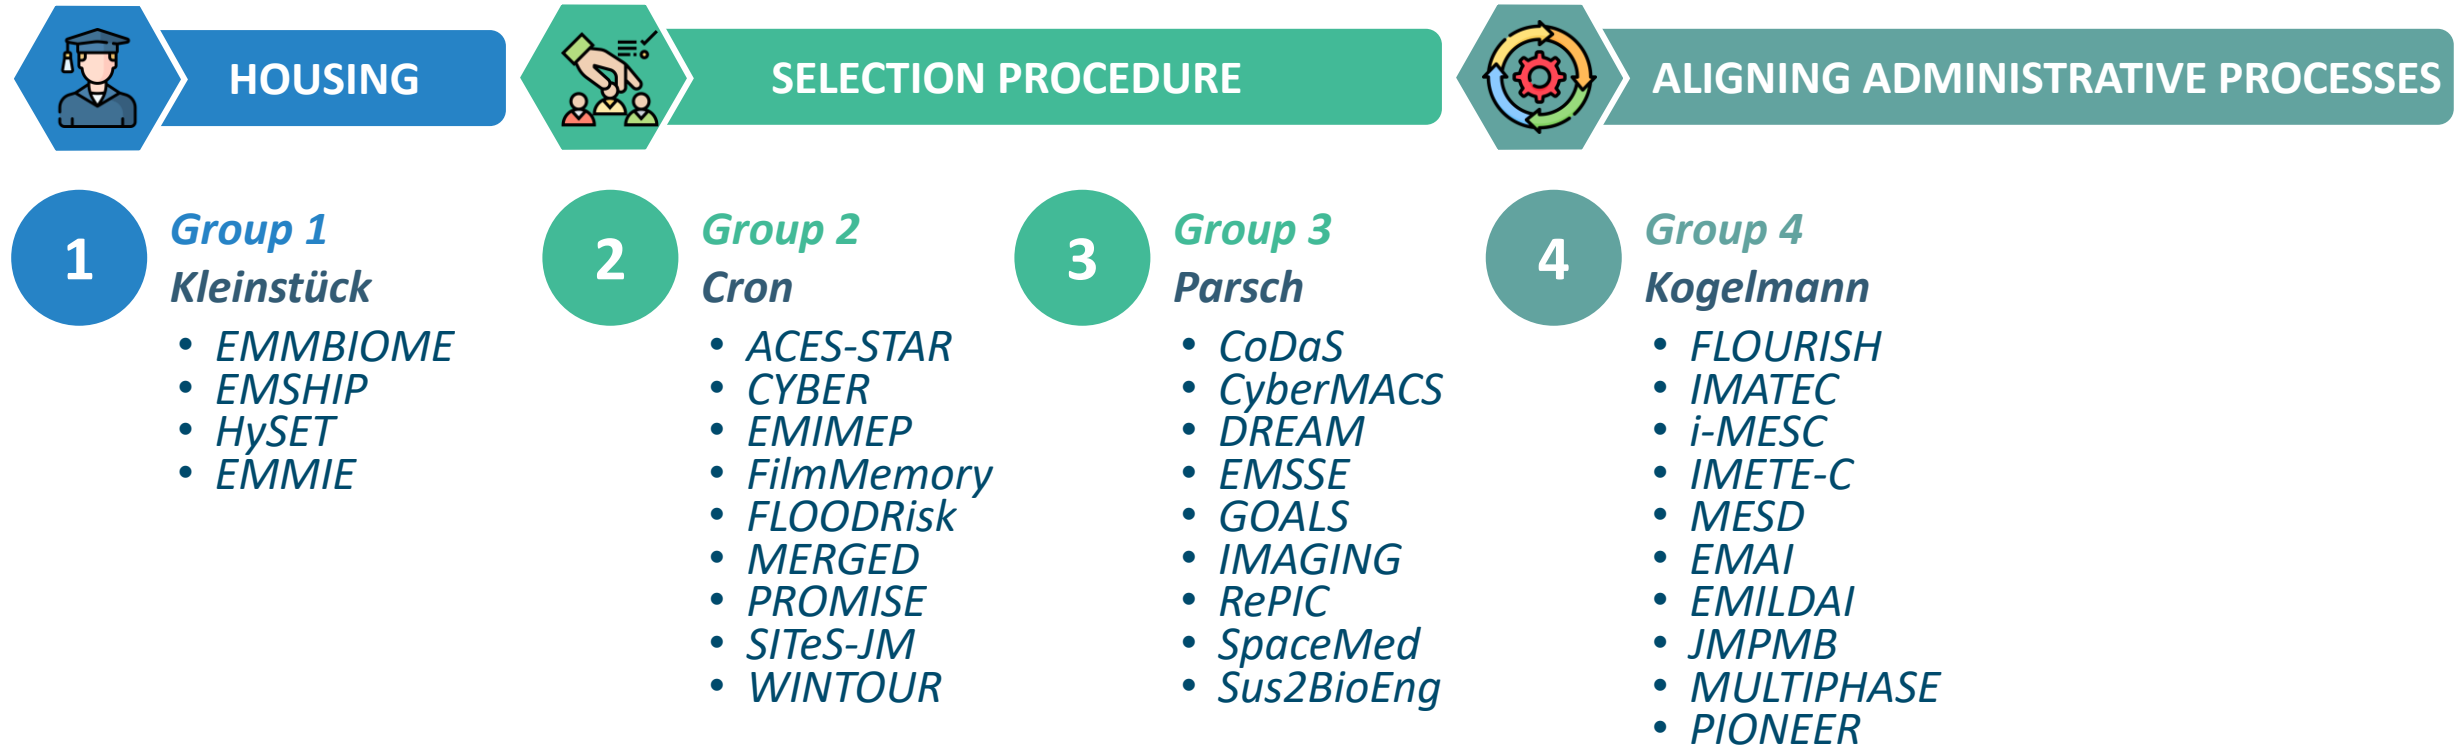 HOUSING
SELECTION PROCEDURE
ALIGNING ADMINISTRATIVE PROCESSES
1
Group 1
Kleinstück
• EMMBIOME
• EMSHIP
• HySET
• EMMIE
2
Group 2
Cron
• ACES-STAR
• CYBER
• EMIMEP
• FilmMemory
• FLOODRisk
• MERGED
• PROMISE
• SITeS-JM
• WINTOUR
3
Group 3
Parsch
• CoDaS
• CyberMACS
• DREAM
• EMSSE
• GOALS
• IMAGING
• RePIC
• SpaceMed
• Sus2BioEng
4
Group 4
Kogelmann
• FLOURISH
• IMATEC
• i-MESC
• IMETE-C
• MESD
• EMAI
• EMILDAI
• JMPMB
• MULTIPHASE
• PIONEER